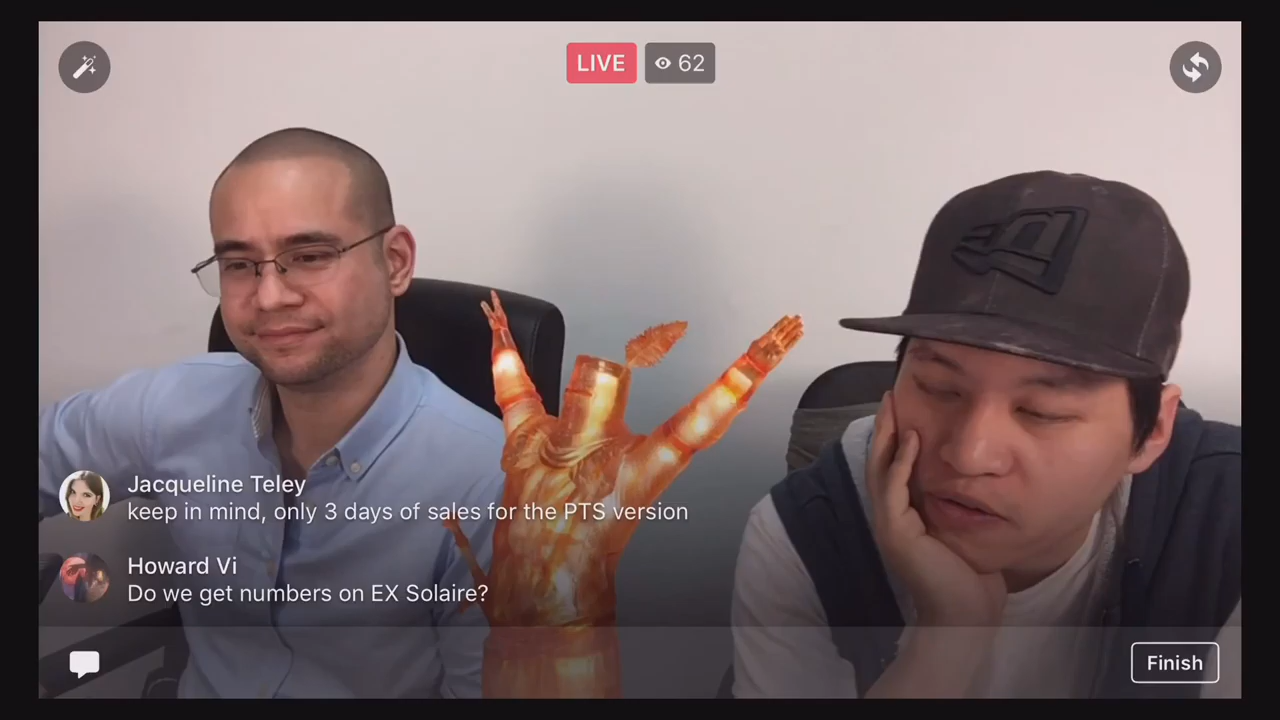 LIVE
62
Jacqueline Teley
keep in mind, only 3 days of sales for the PTS version
Howard Vi
Do we get numbers on EX Solaire?
Finish